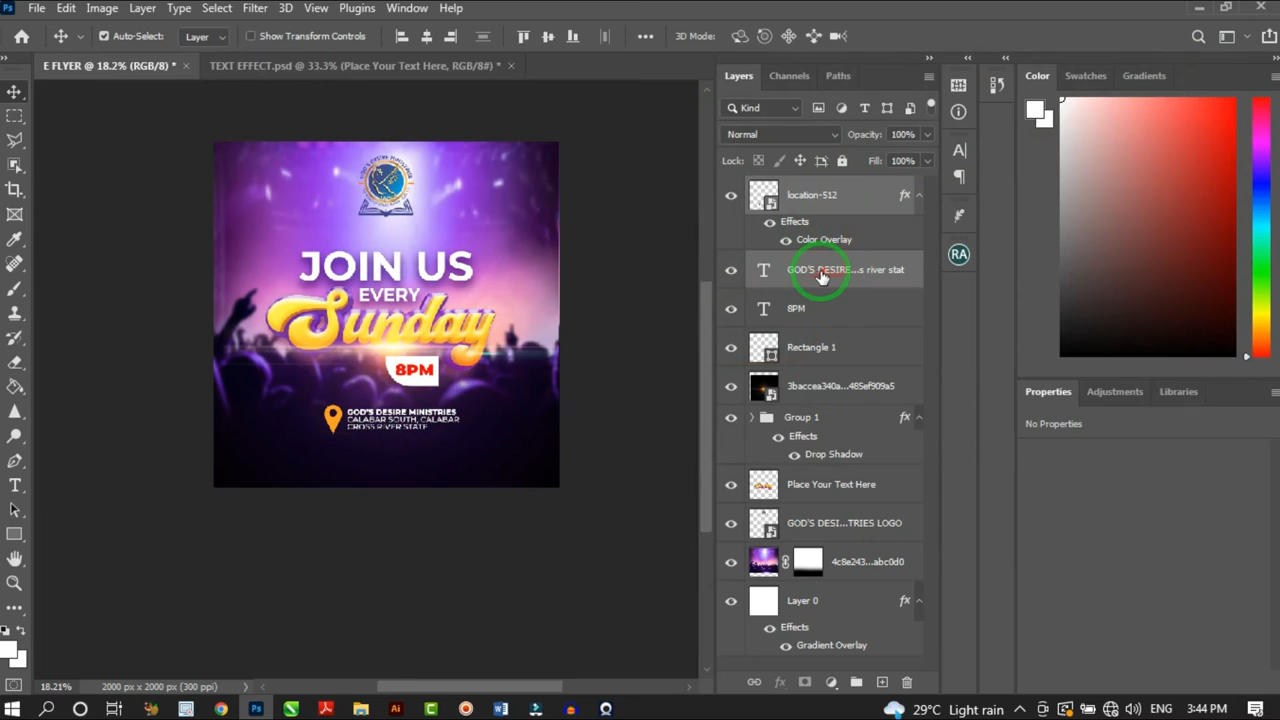 Ps File Edit Image Layer Type Select Filter 3D View Plugins Window Help
Auto-Select: Layer Show Transform Controls 3D Mode:
E FLYER @ 18.2% (RGB/8) * TEXT EFFECT.psd @ 33.3% (Place Your Text Here, RGB/8#) *
Layers Channels Paths
Color Swatches Gradients
Kind
Normal Opacity: 100%
Lock: Fill: 100%
location-512 fx
Effects
Color Overlay
GOD'S DESIRE...s river stat
8PM
Rectangle 1
3baccea340a...485ef909a5
Group 1 fx
Effects
Drop Shadow
Place Your Text Here
GOD'S DESI...TRIES LOGO
4c8e243...abc0d0
Layer 0 fx
Effects
Gradient Overlay
RA
Properties Adjustments Libraries
No Properties
JOIN US
EVERY
Sunday
8PM
GOD'S DESIRE MINISTRIES
CALABAR SOUTH, CALABAR
CROSS RIVER STATE
18.21% 2000 px x 2000 px (300 ppi)
29°C Light rain ENG 3:44 PM